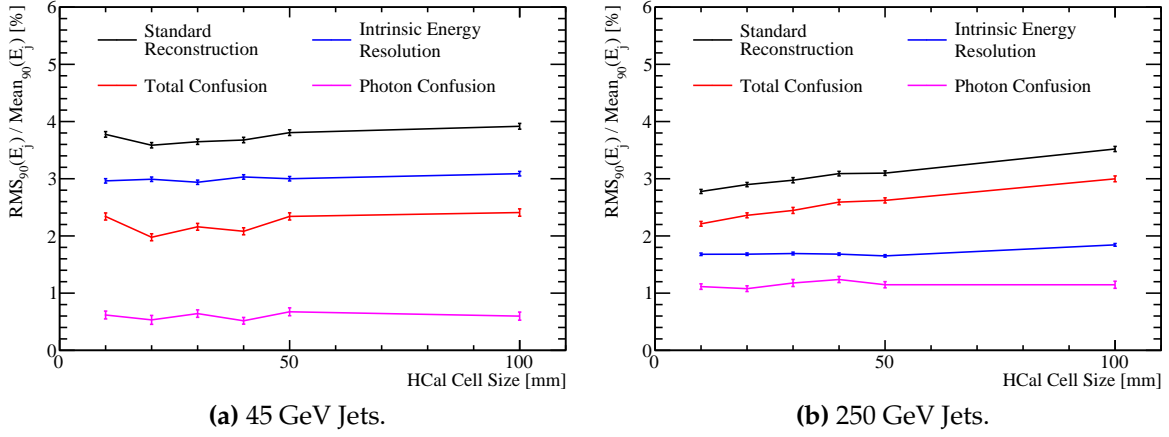 RMS₉₀(Eⱼ) / Mean₉₀(Eⱼ) [%]
6
5
4
3
2
1
0
Standard
Reconstruction
Intrinsic Energy
Resolution
Total Confusion
Photon Confusion
0 50 100
HCal Cell Size [mm]
(a) 45 GeV Jets.
RMS₉₀(Eⱼ) / Mean₉₀(Eⱼ) [%]
6
5
4
3
2
1
0
Standard
Reconstruction
Intrinsic Energy
Resolution
Total Confusion
Photon Confusion
0 50 100
HCal Cell Size [mm]
(b) 250 GeV Jets.